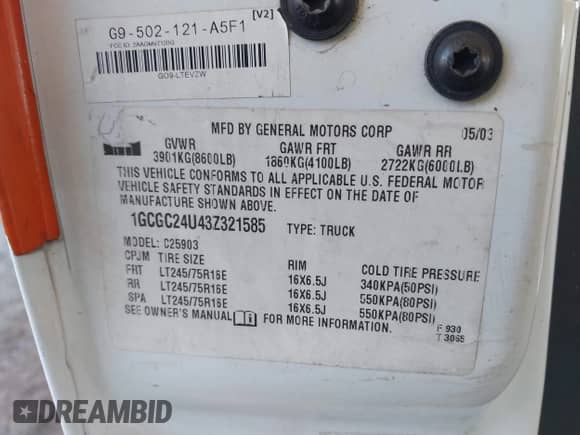 [V2]
G9-502-121-A5F1
GO9-LTEVZW
MFD BY GENERAL MOTORS CORP 05/03
GVWR GAWR FRT GAWR RR
3901KG(8600LB) 1860KG(4100LB) 2722KG(6000LB)
THIS VEHICLE CONFORMS TO ALL APPLICABLE U.S. FEDERAL MOTOR
VEHICLE SAFETY STANDARDS IN EFFECT ON THE DATE OF
MANUFACTURE SHOWN ABOVE.
1GCGC24U43Z321585 TYPE: TRUCK
MODEL: C25903
CPJM TIRE SIZE RIM COLD TIRE PRESSURE
FRT LT245/75R16E 16X6.5J 340KPA(50PSI)
RR LT245/75R16E 16X6.5J 550KPA(80PSI)
SPA LT245/75R16E 16X6.5J 550KPA(80PSI)
SEE OWNER'S MANUAL FOR MORE INFORMATION.
F 930
T 3065
DREAMBID